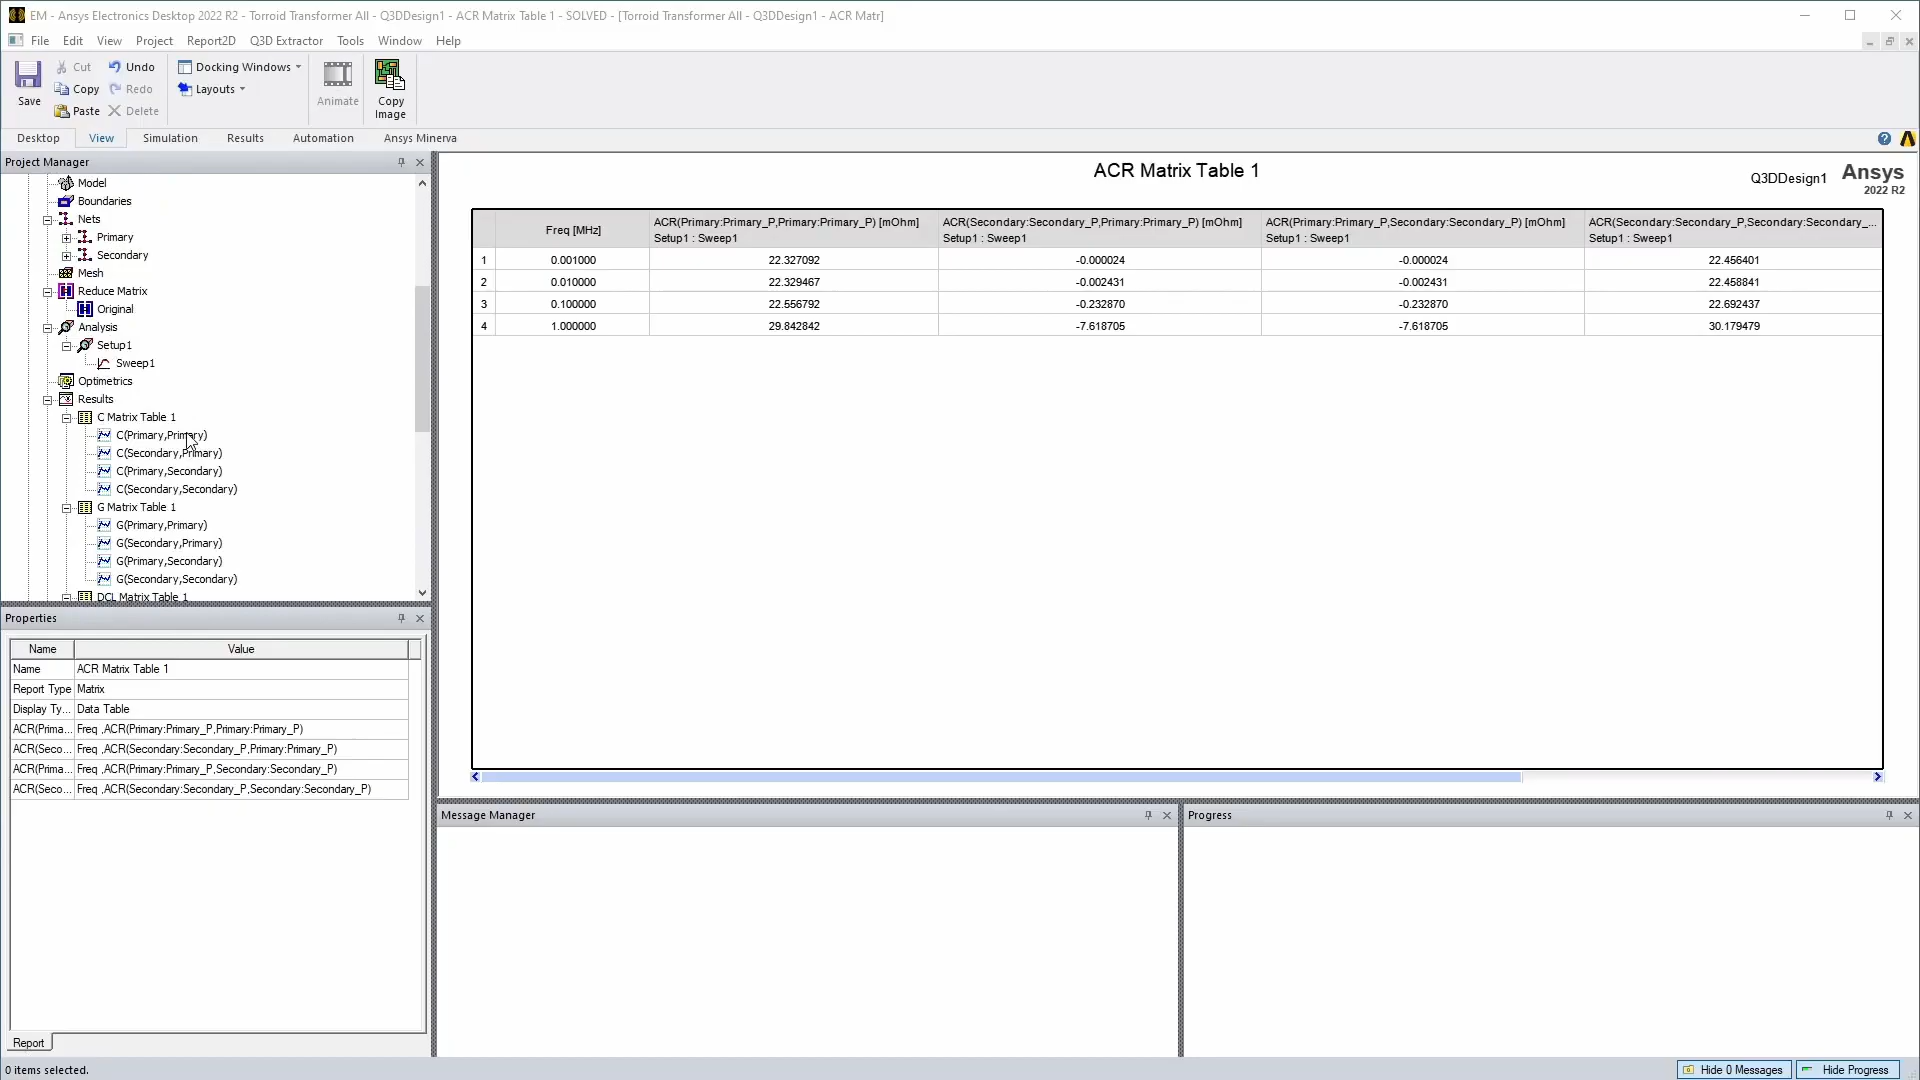 EM - Ansys Electronics Desktop 2022 R2 - Torroid Transformer All - Q3DDesign1 - ACR Matrix Table 1 - SOLVED - [Torroid Transformer All - Q3DDesign1 - ACR Matr]
File Edit View Project Report2D Q3D Extractor Tools Window Help
Save
Cut
Copy
Paste
Undo
Redo
Delete
Docking Windows
Layouts
Animate
Copy
Image
Desktop View Simulation Results Automation Ansys Minerva
Project Manager
Model
Boundaries
Nets
Primary
Secondary
Mesh
Reduce Matrix
Original
Analysis
Setup1
Sweep1
Optimetrics
Results
C Matrix Table 1
C(Primary,Primary)
C(Secondary,Primary)
C(Primary,Secondary)
C(Secondary,Secondary)
G Matrix Table 1
G(Primary,Primary)
G(Secondary,Primary)
G(Primary,Secondary)
G(Secondary,Secondary)
DCL Matrix Table 1
Properties
Name Value
Name ACR Matrix Table 1
Report Type Matrix
Display Ty... Data Table
ACR(Prima... Freq ,ACR(Primary:Primary_P,Primary:Primary_P)
ACR(Seco... Freq ,ACR(Secondary:Secondary_P,Primary:Primary_P)
ACR(Prima... Freq ,ACR(Primary:Primary_P,Secondary:Secondary_P)
ACR(Seco... Freq ,ACR(Secondary:Secondary_P,Secondary:Secondary_P)
Report
0 items selected.
ACR Matrix Table 1
Q3DDesign1
Ansys
2022 R2
Freq [MHz]
ACR(Primary:Primary_P,Primary:Primary_P) [mOhm]
Setup1 : Sweep1
ACR(Secondary:Secondary_P,Primary:Primary_P) [mOhm]
Setup1 : Sweep1
ACR(Primary:Primary_P,Secondary:Secondary_P) [mOhm]
Setup1 : Sweep1
ACR(Secondary:Secondary_P,Secondary:Secondary_...
Setup1 : Sweep1
1 0.001000 22.327092 -0.000024 -0.000024 22.456401
2 0.010000 22.329467 -0.002431 -0.002431 22.458841
3 0.100000 22.556792 -0.232870 -0.232870 22.692437
4 1.000000 29.842842 -7.618705 -7.618705 30.179479
Message Manager
Progress
Hide 0 Messages
Hide Progress